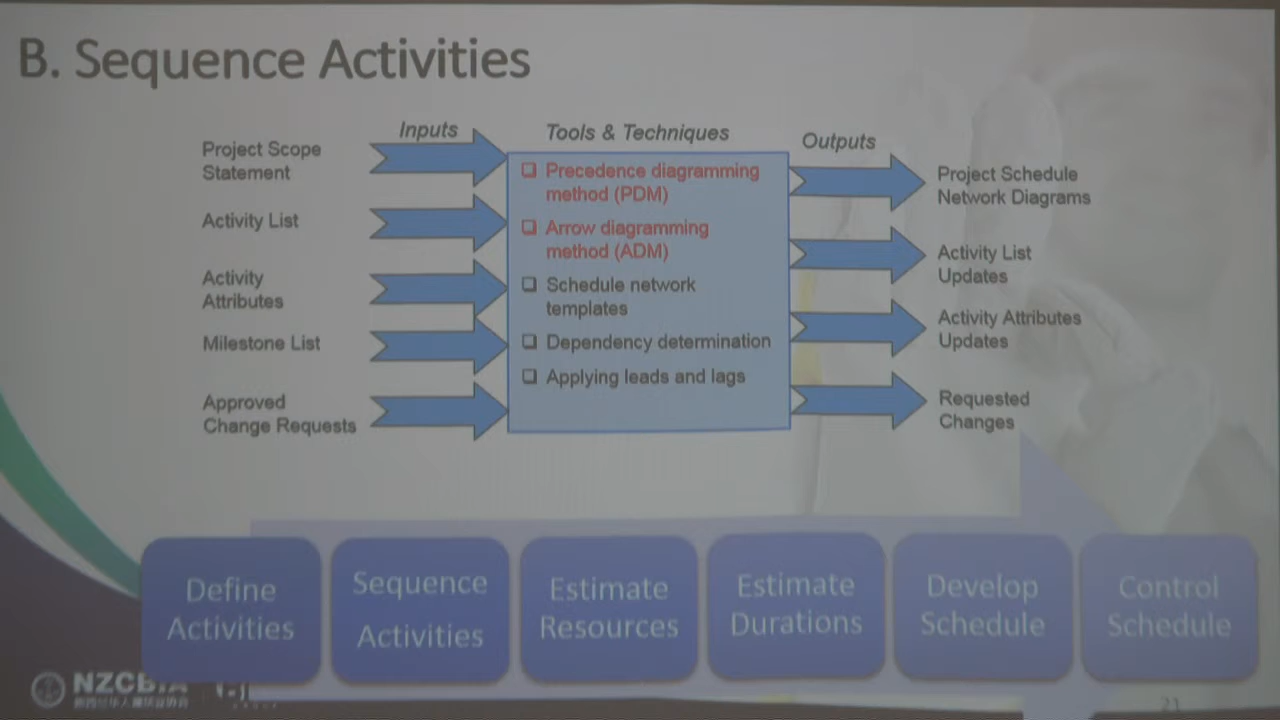 B. Sequence Activities
Inputs
Tools & Techniques
Outputs
Project Scope
Statement
Activity List
Activity
Attributes
Milestone List
Approved
Change Requests
❑ Precedence diagramming
method (PDM)
❑ Arrow diagramming
method (ADM)
❑ Schedule network
templates
❑ Dependency determination
❑ Applying leads and lags
Project Schedule
Network Diagrams
Activity List
Updates
Activity Attributes
Updates
Requested
Changes
Define
Activities
Sequence
Activities
Estimate
Resources
Estimate
Durations
Develop
Schedule
Control
Schedule
NZCBIA
21